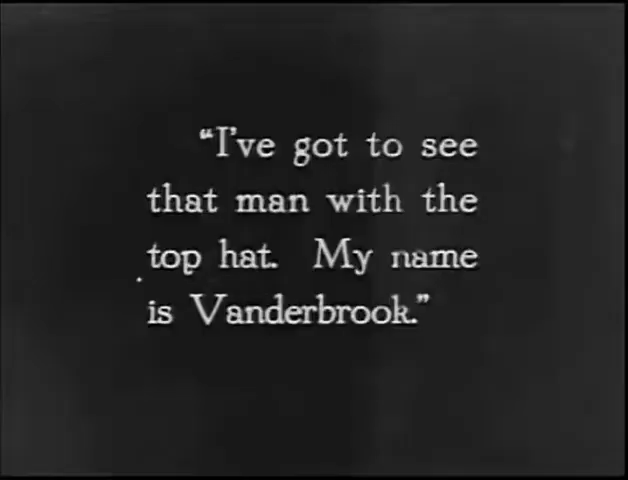 “I've got to see
that man with the
top hat. My name
is Vanderbrook.”